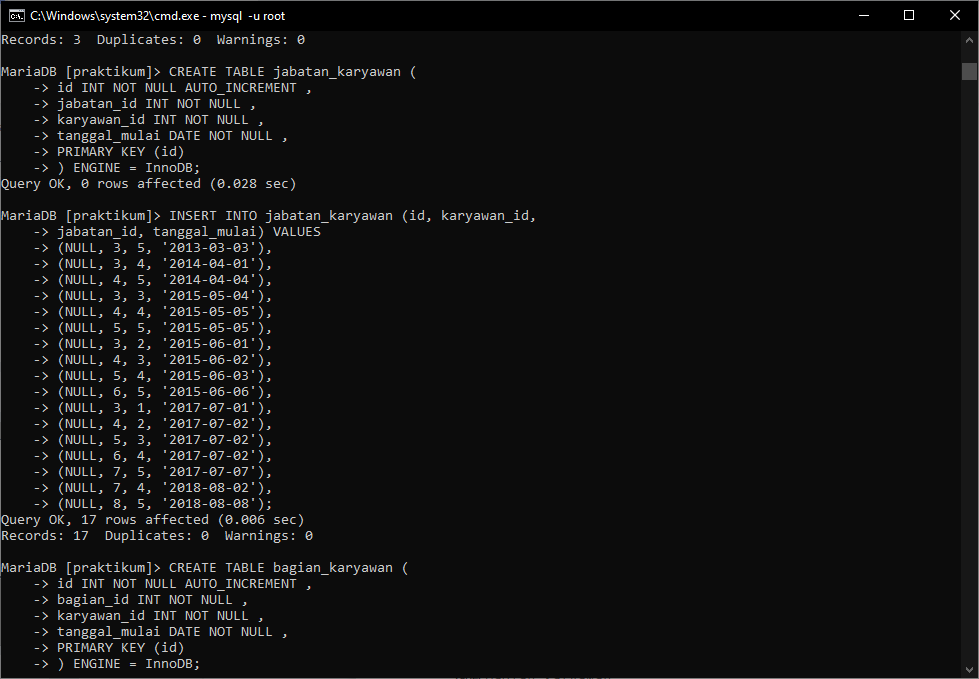 C:\Windows\system32\cmd.exe - mysql  -u root
Records: 3  Duplicates: 0  Warnings: 0
MariaDB [praktikum]> CREATE TABLE jabatan_karyawan (
    -> id INT NOT NULL AUTO_INCREMENT ,
    -> jabatan_id INT NOT NULL ,
    -> karyawan_id INT NOT NULL ,
    -> tanggal_mulai DATE NOT NULL ,
    -> PRIMARY KEY (id)
    -> ) ENGINE = InnoDB;
Query OK, 0 rows affected (0.028 sec)
MariaDB [praktikum]> INSERT INTO jabatan_karyawan (id, karyawan_id,
    -> jabatan_id, tanggal_mulai) VALUES
    -> (NULL, 3, 5, '2013-03-03'),
    -> (NULL, 3, 4, '2014-04-01'),
    -> (NULL, 4, 5, '2014-04-04'),
    -> (NULL, 3, 3, '2015-05-04'),
    -> (NULL, 4, 4, '2015-05-05'),
    -> (NULL, 5, 5, '2015-05-05'),
    -> (NULL, 3, 2, '2015-06-01'),
    -> (NULL, 4, 3, '2015-06-02'),
    -> (NULL, 5, 4, '2015-06-03'),
    -> (NULL, 6, 5, '2015-06-06'),
    -> (NULL, 3, 1, '2017-07-01'),
    -> (NULL, 4, 2, '2017-07-02'),
    -> (NULL, 5, 3, '2017-07-02'),
    -> (NULL, 6, 4, '2017-07-02'),
    -> (NULL, 7, 5, '2017-07-07'),
    -> (NULL, 7, 4, '2018-08-02'),
    -> (NULL, 8, 5, '2018-08-08');
Query OK, 17 rows affected (0.006 sec)
Records: 17  Duplicates: 0  Warnings: 0
MariaDB [praktikum]> CREATE TABLE bagian_karyawan (
    -> id INT NOT NULL AUTO_INCREMENT ,
    -> bagian_id INT NOT NULL ,
    -> karyawan_id INT NOT NULL ,
    -> tanggal_mulai DATE NOT NULL ,
    -> PRIMARY KEY (id)
    -> ) ENGINE = InnoDB;